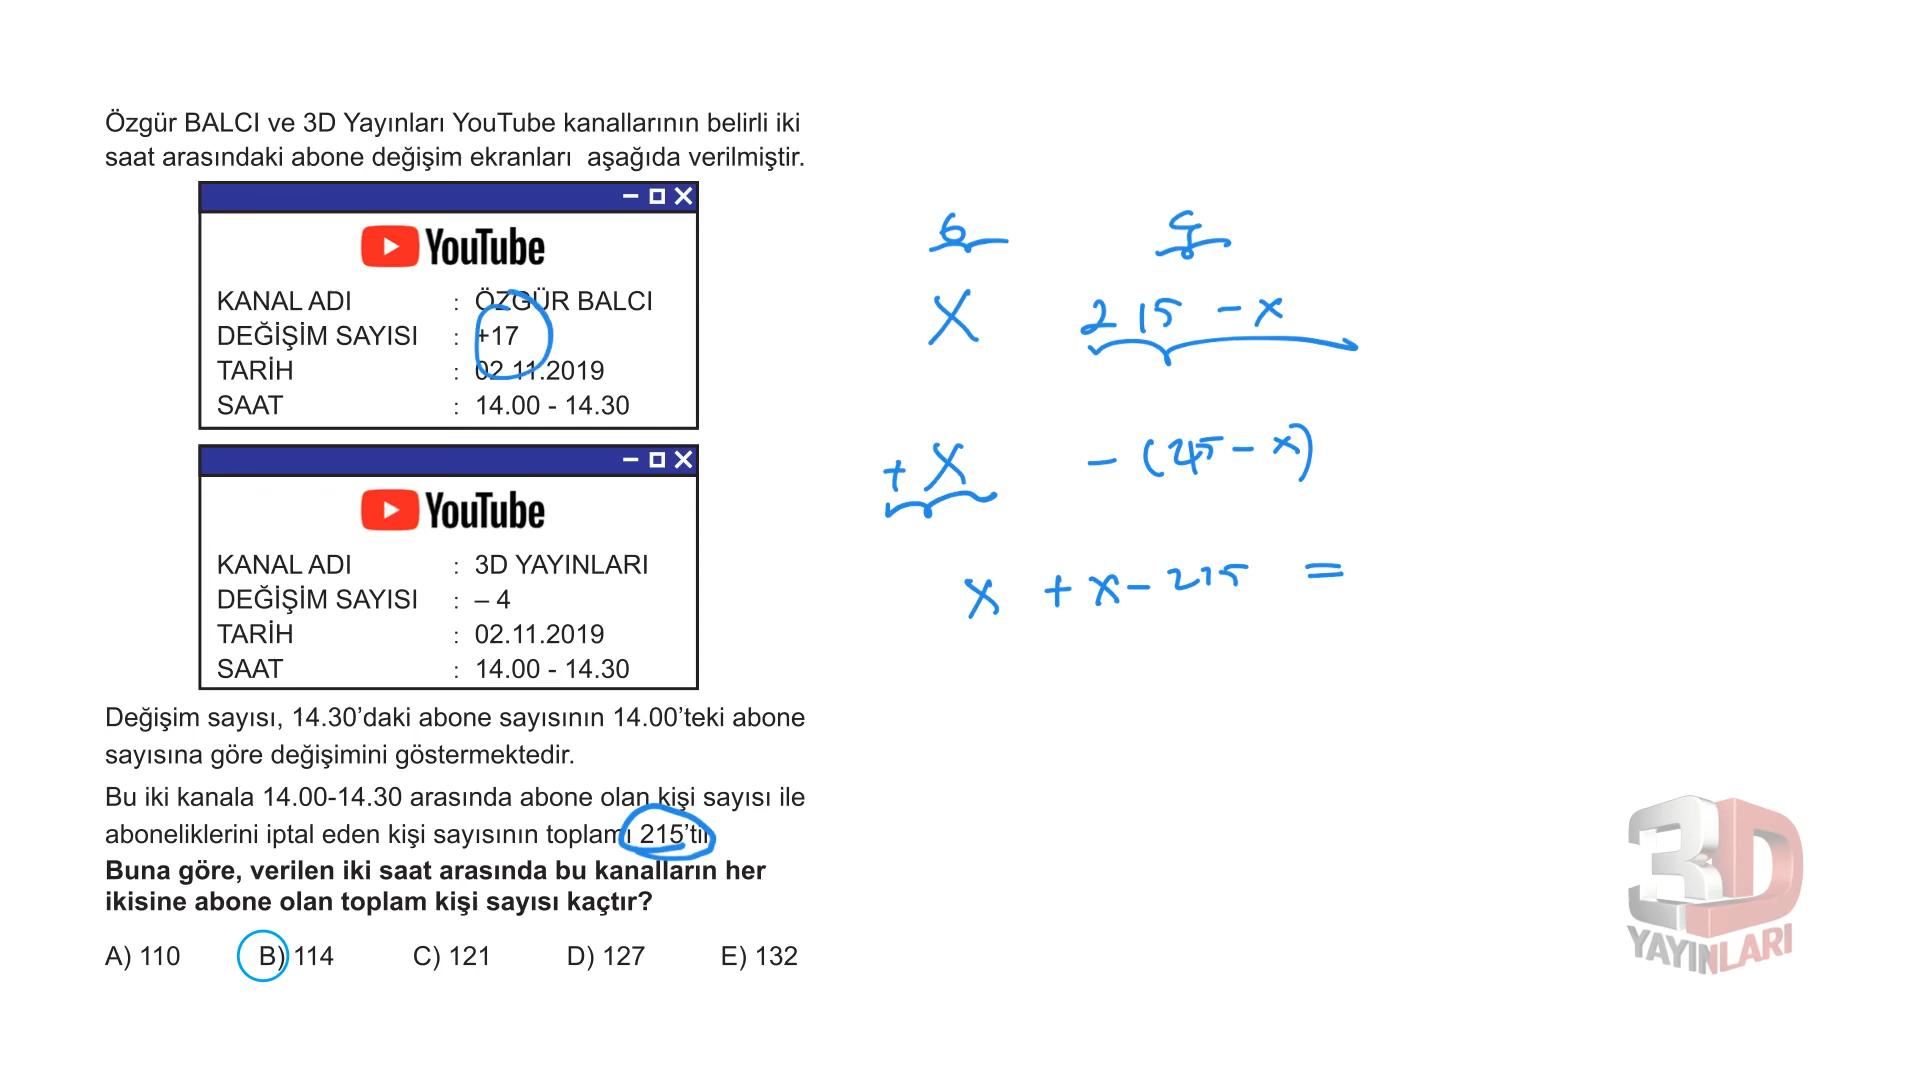 Özgür BALCI ve 3D Yayınları YouTube kanallarının belirli iki
saat arasındaki abone değişim ekranları aşağıda verilmiştir.
YouTube
KANAL ADI : ÖZGÜR BALCI
DEĞİŞİM SAYISI : +17
TARİH : 02.11.2019
SAAT : 14.00 - 14.30
YouTube
KANAL ADI : 3D YAYINLARI
DEĞİŞİM SAYISI : – 4
TARİH : 02.11.2019
SAAT : 14.00 - 14.30
Değişim sayısı, 14.30’daki abone sayısının 14.00’teki abone
sayısına göre değişimini göstermektedir.
Bu iki kanala 14.00-14.30 arasında abone olan kişi sayısı ile
aboneliklerini iptal eden kişi sayısının toplamı 215’tir.
Buna göre, verilen iki saat arasında bu kanalların her
ikisine abone olan toplam kişi sayısı kaçtır?
A) 110 B) 114 C) 121 D) 127 E) 132
X 215 - x
+ X - (215 - x)
x + x - 215 =
3D
YAYINLARI